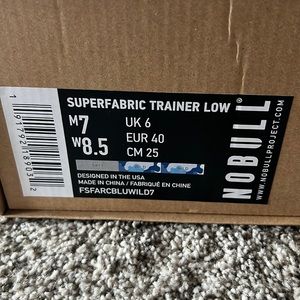 SUPERFABRIC TRAINER LOW
M7
W8.5
UK 6
EUR 40
CM 25
DESIGNED IN THE USA
MADE IN CHINA / FABRIQUÉ EN CHINE
FSFARCBLUWILD7
NOBULL®
WWW.NOBULLPROJECT.COM